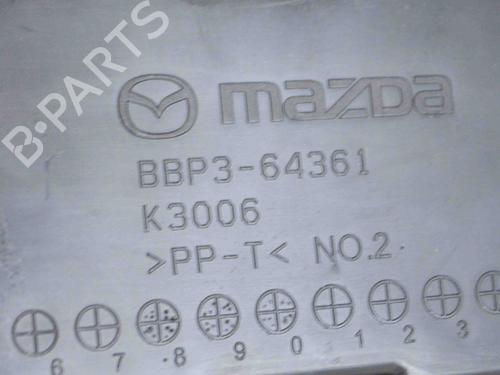 B-PARTS
mazda
BBP3-64361
K3006
>PP-T< NO.2
6 7 8 9 0 1 2 3